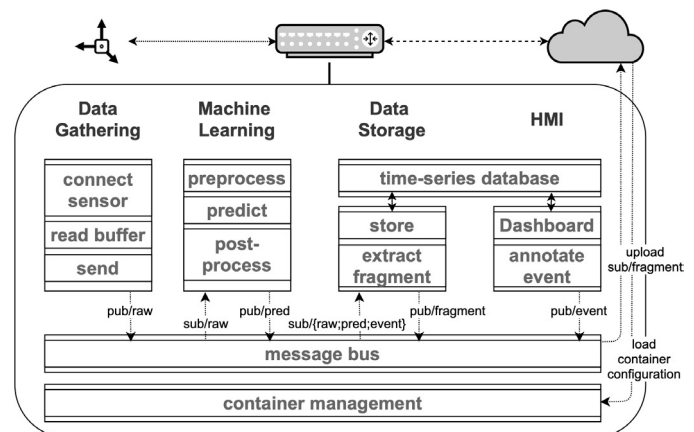 Data
Gathering
Machine
Learning
Data
Storage
HMI
connect
sensor
read buffer
send
preprocess
predict
post-
process
time-series database
store
extract
fragment
Dashboard
annotate
event
upload
sub/fragment
pub/raw
sub/raw
pub/pred
sub/{raw;pred;event}
pub/fragment
pub/event
message bus
load
container
configuration
container management